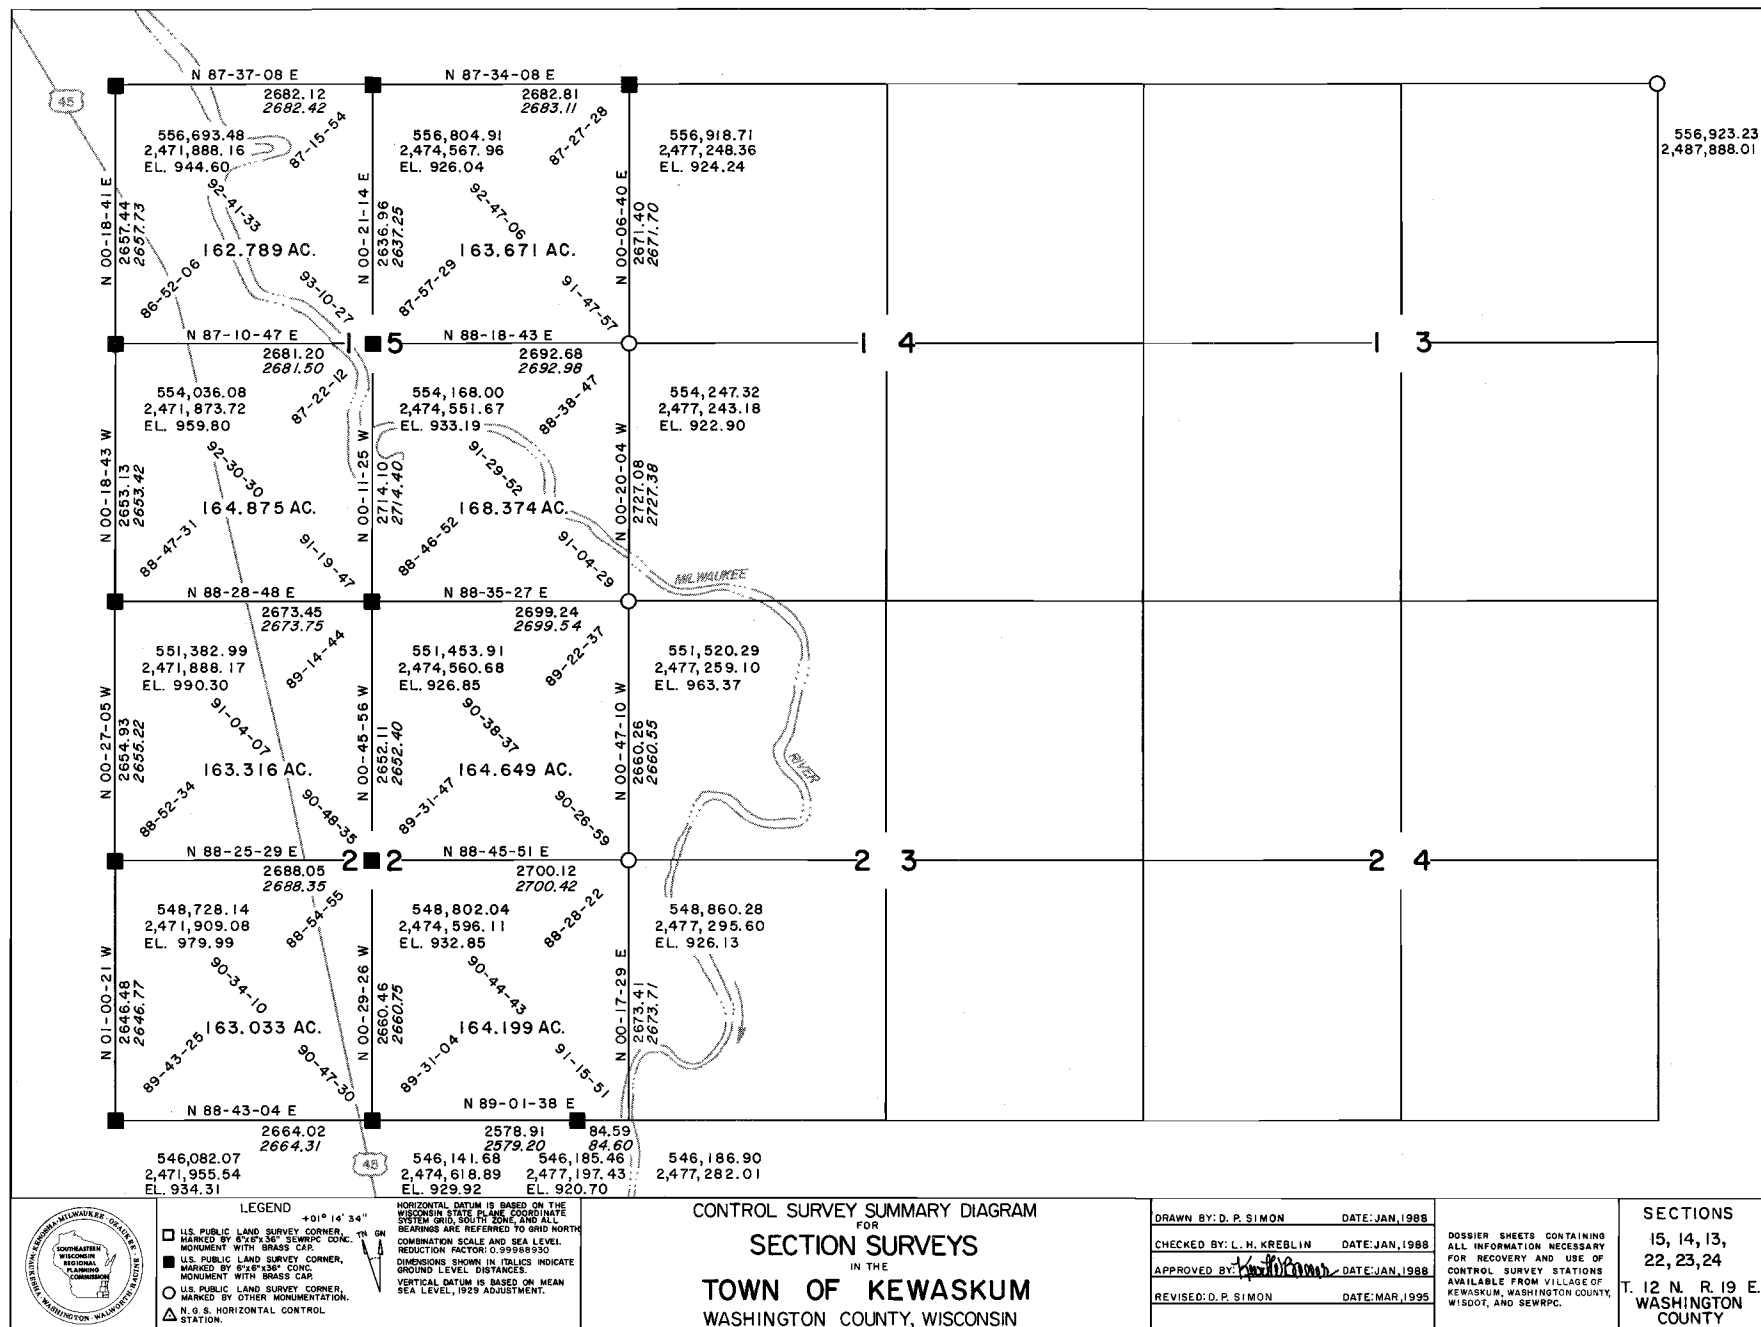 N 87-37-08 E
2682.12
2682.42
N 87-34-08 E
2682.81
2683.11
45
556,693.48
2,471,888.16
EL. 944.60
87-15-54
556,804.91
2,474,567.96
EL. 926.04
87-27-28
556,918.71
2,477,248.36
EL. 924.24
556,923.23
2,487,888.01
N 00-18-41 E
2657.44
2657.73
92-41-33
N 00-21-14 E
2636.96
2637.25
92-47-06
N 00-06-40 E
2671.40
2671.70
162.789 AC.
163.671 AC.
86-52-06
93-10-27
87-57-29
91-47-57
N 87-10-47 E
2681.20
2681.50
15
N 88-18-43 E
2692.68
2692.98
14
13
554,036.08
2,471,873.72
EL. 959.80
87-22-12
554,168.00
2,474,551.67
EL. 933.19
88-38-47
554,247.32
2,477,243.18
EL. 922.90
N 00-18-43 W
2653.13
2653.42
92-30-30
N 00-11-25 W
2714.10
2714.40
91-29-52
N 00-20-04 W
2727.08
2727.38
164.875 AC.
168.374 AC.
88-47-31
91-19-47
88-46-52
91-04-29
MILWAUKEE
N 88-28-48 E
2673.45
2673.75
N 88-35-27 E
2699.24
2699.54
551,382.99
2,471,888.17
EL. 990.30
89-14-44
551,453.91
2,474,560.68
EL. 926.85
89-22-37
551,520.29
2,477,259.10
EL. 963.37
N 00-27-05 W
2654.93
2655.22
91-04-07
N 00-45-56 W
2652.11
2652.40
90-38-37
N 00-47-10 W
2660.26
2660.55
RIVER
163.316 AC.
164.649 AC.
88-52-34
90-48-35
89-31-47
90-26-59
N 88-25-29 E
2688.05
2688.35
22
N 88-45-51 E
2700.12
2700.42
23
24
548,728.14
2,471,909.08
EL. 979.99
88-54-55
548,802.04
2,474,596.11
EL. 932.85
88-28-22
548,860.28
2,477,295.60
EL. 926.13
N 01-00-21 W
2646.48
2646.77
90-34-10
N 00-29-26 W
2660.46
2660.75
90-44-43
N 00-17-29 E
2673.41
2673.71
163.033 AC.
164.199 AC.
89-43-25
90-47-30
89-31-04
91-15-51
N 88-43-04 E
2664.02
2664.31
N 89-01-38 E
2578.91
2579.20
84.59
84.60
546,082.07
2,471,955.54
EL. 934.31
45
546,141.68
2,474,618.89
EL. 929.92
546,185.46
2,477,197.43
EL. 920.70
546,186.90
2,477,282.01
KENOSHA · MILWAUKEE · OZAUKEE · RACINE · WALWORTH · WASHINGTON · WAUKESHA
SOUTHEASTERN
WISCONSIN
REGIONAL
PLANNING
COMMISSION
LEGEND
+01° 14' 34"
TN GN
U.S. PUBLIC LAND SURVEY CORNER,
MARKED BY 6"x6"x36" SEWRPC CONC.
MONUMENT WITH BRASS CAP.
U.S. PUBLIC LAND SURVEY CORNER,
MARKED BY 6"x6"x36" CONC.
MONUMENT WITH BRASS CAP.
U.S. PUBLIC LAND SURVEY CORNER,
MARKED BY OTHER MONUMENTATION.
N.G.S. HORIZONTAL CONTROL
STATION.
HORIZONTAL DATUM IS BASED ON THE
WISCONSIN STATE PLANE COORDINATE
SYSTEM GRID, SOUTH ZONE, AND ALL
BEARINGS ARE REFERRED TO GRID NORTH
COMBINATION SCALE AND SEA LEVEL
REDUCTION FACTOR: 0.99988930
DIMENSIONS SHOWN IN ITALICS INDICATE
GROUND LEVEL DISTANCES.
VERTICAL DATUM IS BASED ON MEAN
SEA LEVEL, 1929 ADJUSTMENT.
CONTROL SURVEY SUMMARY DIAGRAM
FOR
SECTION SURVEYS
IN THE
TOWN OF KEWASKUM
WASHINGTON COUNTY, WISCONSIN
DRAWN BY: D. P. SIMON DATE: JAN, 1988
CHECKED BY: L. H. KREBLIN DATE: JAN, 1988
APPROVED BY: DATE: JAN, 1988
REVISED: D. P. SIMON DATE: MAR, 1995
DOSSIER SHEETS CONTAINING
ALL INFORMATION NECESSARY
FOR RECOVERY AND USE OF
CONTROL SURVEY STATIONS
AVAILABLE FROM VILLAGE OF
KEWASKUM, WASHINGTON COUNTY,
WISDOT, AND SEWRPC.
SECTIONS
15, 14, 13,
22, 23, 24
T. 12 N. R. 19 E.
WASHINGTON
COUNTY